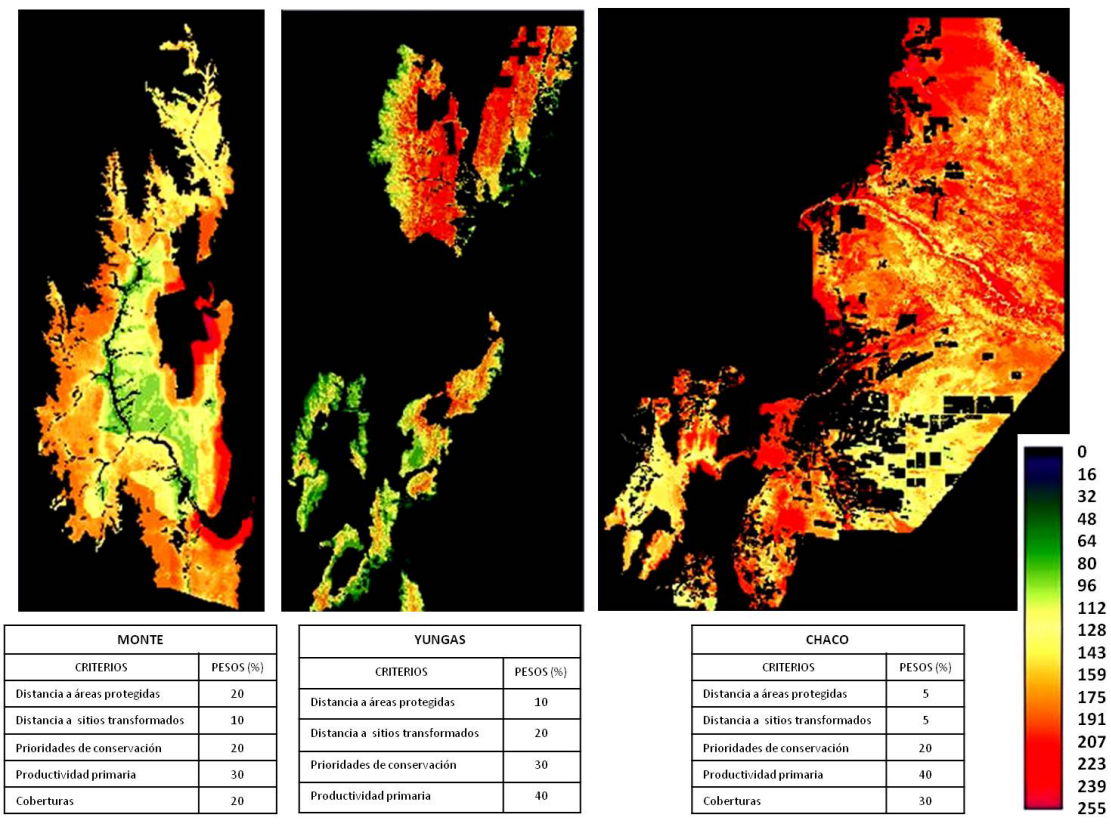 0
16
32
48
64
80
96
112
128
143
159
175
191
207
223
239
255
MONTE
CRITERIOS PESOS (%)
Distancia a áreas protegidas 20
Distancia a sitios transformados 10
Prioridades de conservación 20
Productividad primaria 30
Coberturas 20
YUNGAS
CRITERIOS PESOS (%)
Distancia a áreas protegidas 10
Distancia a sitios transformados 20
Prioridades de conservación 30
Productividad primaria 40
CHACO
CRITERIOS PESOS (%)
Distancia a áreas protegidas 5
Distancia a sitios transformados 5
Prioridades de conservación 20
Productividad primaria 40
Coberturas 30